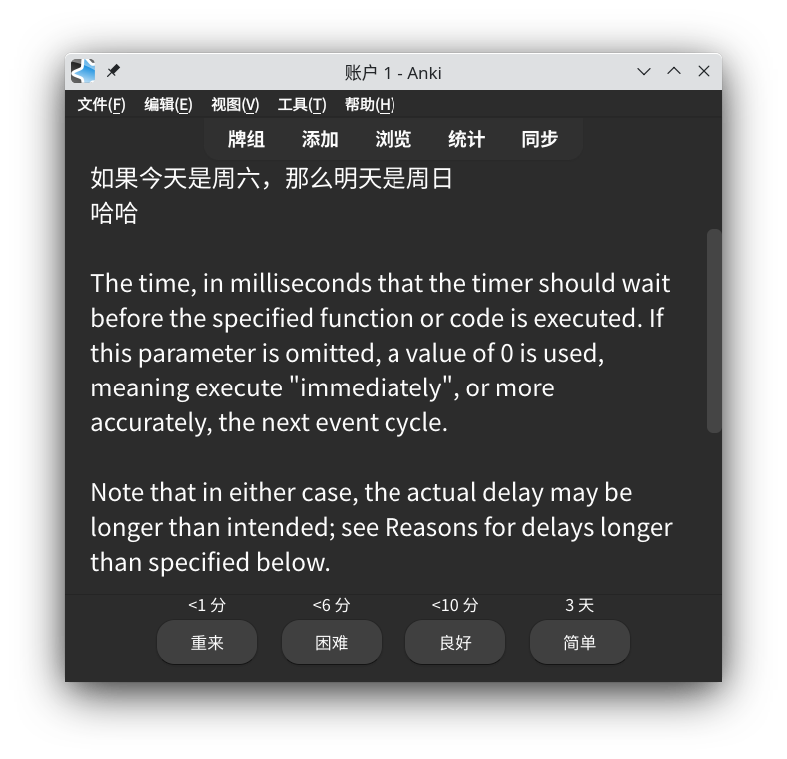 账户 1 - Anki
文件(F) 编辑(E) 视图(V) 工具(T) 帮助(H)
牌组 添加 浏览 统计 同步
如果今天是周六，那么明天是周日
哈哈
The time, in milliseconds that the timer should wait
before the specified function or code is executed. If
this parameter is omitted, a value of 0 is used,
meaning execute "immediately", or more
accurately, the next event cycle.
Note that in either case, the actual delay may be
longer than intended; see Reasons for delays longer
than specified below.
<1 分 <6 分 <10 分 3 天
重来 困难 良好 简单